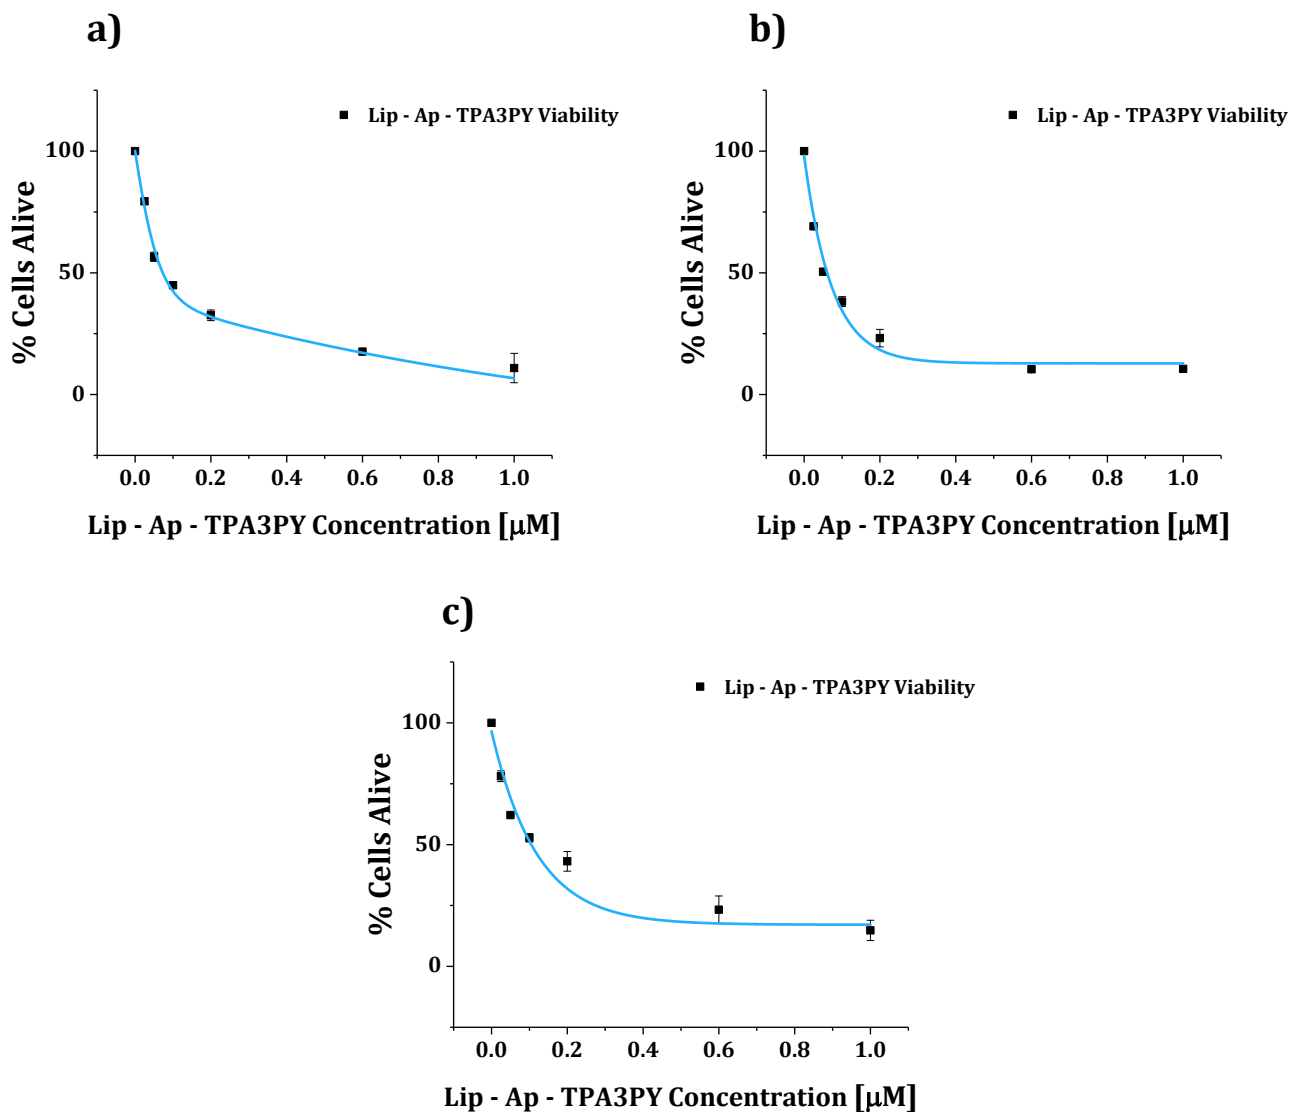 a)
Lip - Ap - TPA3PY Viability
100
50
0
% Cells Alive
0.0 0.2 0.4 0.6 0.8 1.0
Lip - Ap - TPA3PY Concentration [μM]
b)
Lip - Ap - TPA3PY Viability
100
50
0
% Cells Alive
0.0 0.2 0.4 0.6 0.8 1.0
Lip - Ap - TPA3PY Concentration [μM]
c)
Lip - Ap - TPA3PY Viability
100
50
0
% Cells Alive
0.0 0.2 0.4 0.6 0.8 1.0
Lip - Ap - TPA3PY Concentration [μM]